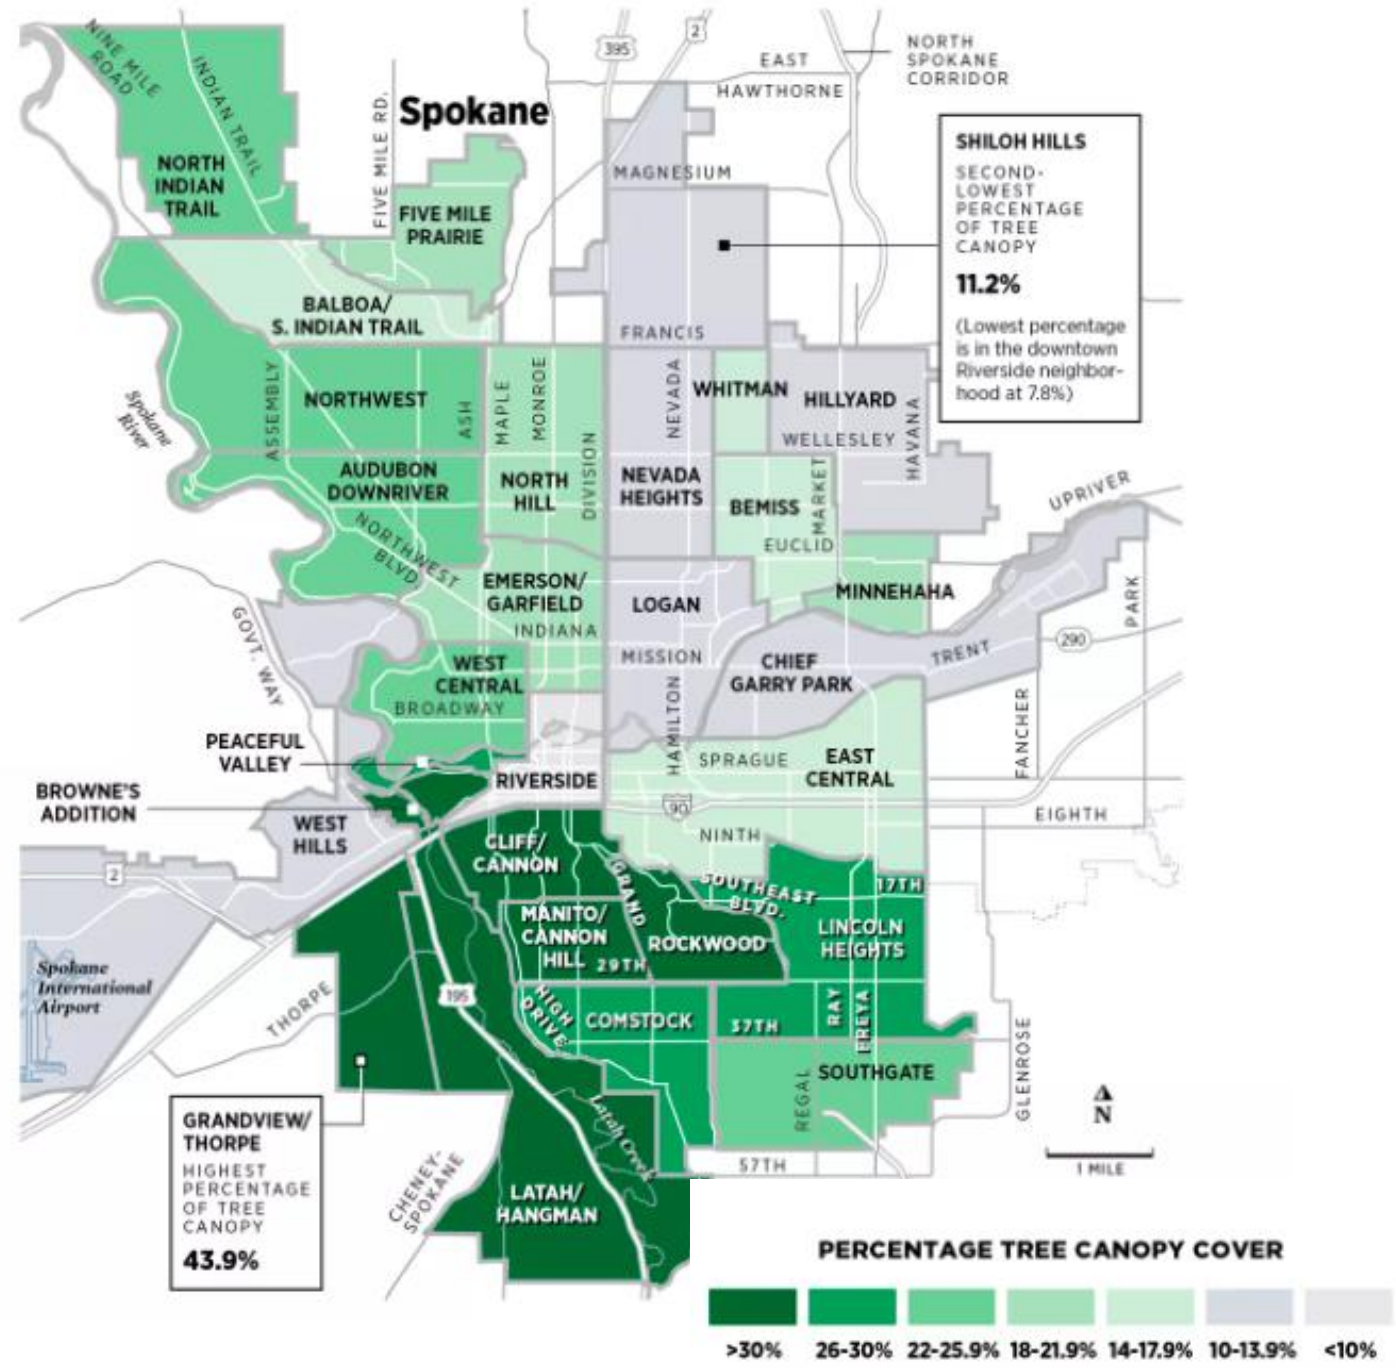 Spokane
395
2
EAST
HAWTHORNE
NORTH
SPOKANE
CORRIDOR
NINE MILE
ROAD
INDIAN TRAIL
FIVE MILE RD.
MAGNESIUM
NORTH
INDIAN
TRAIL
FIVE MILE
PRAIRIE
SHILOH HILLS
SECOND-
LOWEST
PERCENTAGE
OF TREE
CANOPY
11.2%
(Lowest percentage
is in the downtown
Riverside neighbor-
hood at 7.8%)
BALBOA/
S. INDIAN TRAIL
FRANCIS
Spokane
River
ASSEMBLY
NORTHWEST
ASH
MAPLE
MONROE
DIVISION
NEVADA
WHITMAN
HILLYARD
WELLESLEY
HAVANA
AUDUBON
DOWNRIVER
NORTH
HILL
NEVADA
HEIGHTS
BEMISS
MARKET
EUCLID
UPRIVER
NORTHWEST
BLVD.
EMERSON/
GARFIELD
INDIANA
LOGAN
MISSION
MINNEHAHA
PARK
GOVT. WAY
WEST
CENTRAL
BROADWAY
CHIEF
GARRY PARK
TRENT
290
HAMILTON
FANCHER
PEACEFUL
VALLEY
RIVERSIDE
SPRAGUE
EAST
CENTRAL
BROWNE'S
ADDITION
90
EIGHTH
WEST
HILLS
CLIFF/
CANNON
NINTH
2
GRAND
SOUTHEAST
BLVD.
17TH
MANITO/
CANNON
HILL
29TH
ROCKWOOD
LINCOLN
HEIGHTS
Spokane
International
Airport
THORPE
195
HIGH
DRIVE
COMSTOCK
37TH
RAY
FREYA
SOUTHGATE
REGAL
GLENROSE
N
1 MILE
GRANDVIEW/
THORPE
HIGHEST
PERCENTAGE
OF TREE
CANOPY
43.9%
Latah Creek
57TH
CHENEY-
SPOKANE
LATAH/
HANGMAN
PERCENTAGE TREE CANOPY COVER
>30% 26-30% 22-25.9% 18-21.9% 14-17.9% 10-13.9% <10%